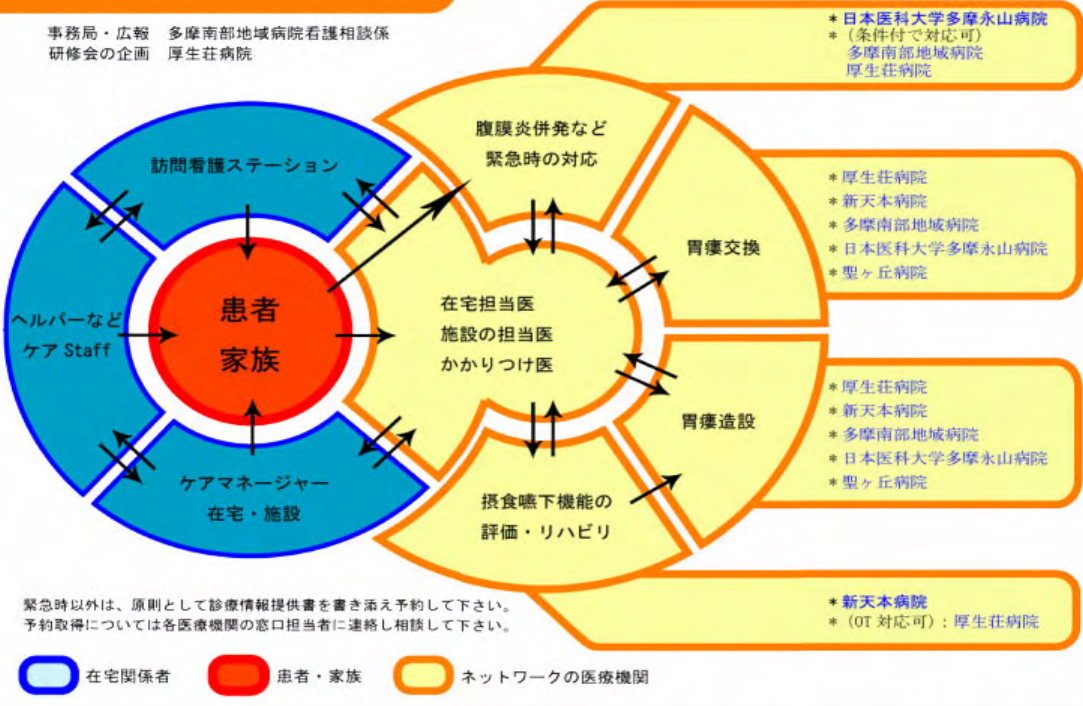 事務局・広報 多摩南部地域病院看護相談係
研修会の企画 厚生荘病院
* 日本医科大学多摩永山病院
* (条件付で対応可)
多摩南部地域病院
厚生荘病院
腹膜炎併発など
緊急時の対応
訪問看護ステーション
胃瘻交換
* 厚生荘病院
* 新天本病院
* 多摩南部地域病院
* 日本医科大学多摩永山病院
* 聖ヶ丘病院
ヘルパーなど
ケア Staff
患者
家族
在宅担当医
施設の担当医
かかりつけ医
胃瘻造設
* 厚生荘病院
* 新天本病院
* 多摩南部地域病院
* 日本医科大学多摩永山病院
* 聖ヶ丘病院
ケアマネージャー
在宅・施設
摂食嚥下機能の
評価・リハビリ
緊急時以外は、原則として診療情報提供書を書き添え予約して下さい。
予約取得については各医療機関の窓口担当者に連絡し相談して下さい。
* 新天本病院
* (OT 対応可) : 厚生荘病院
在宅関係者 患者・家族 ネットワークの医療機関